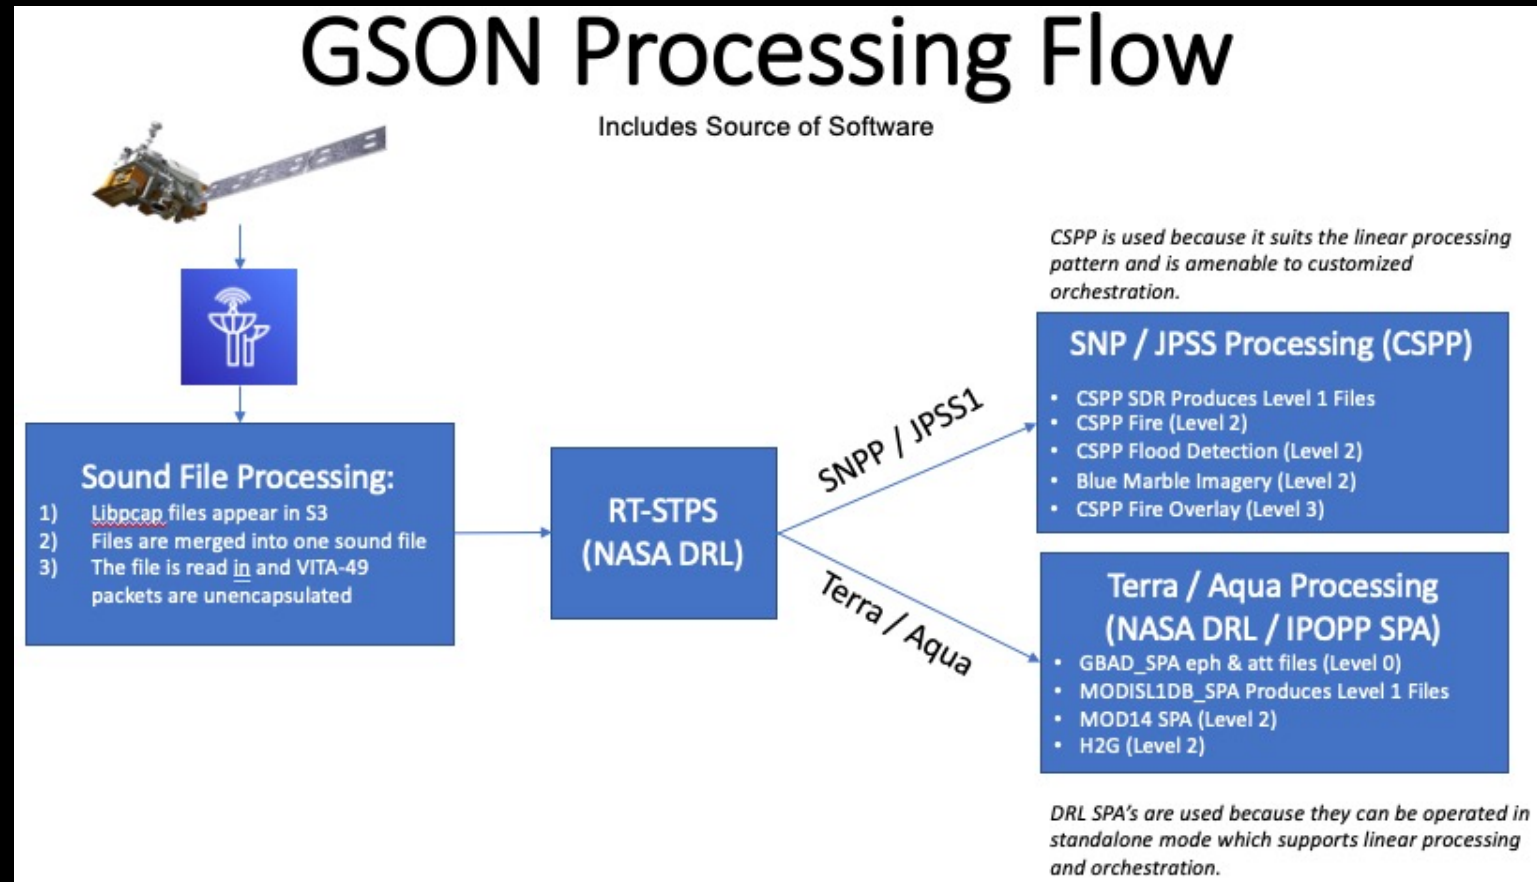 GSON Processing Flow
Includes Source of Software
CSPP is used because it suits the linear processing
pattern and is amenable to customized
orchestration.
SNP / JPSS Processing (CSPP)
• CSPP SDR Produces Level 1 Files
• CSPP Fire (Level 2)
• CSPP Flood Detection (Level 2)
• Blue Marble Imagery (Level 2)
• CSPP Fire Overlay (Level 3)
Sound File Processing:
1) Libpcap files appear in S3
2) Files are merged into one sound file
3) The file is read in and VITA-49
packets are unencapsulated
RT-STPS
(NASA DRL)
SNPP / JPSS1
Terra / Aqua
Terra / Aqua Processing
(NASA DRL / IPOPP SPA)
• GBAD_SPA eph & att files (Level 0)
• MODISL1DB_SPA Produces Level 1 Files
• MOD14 SPA (Level 2)
• H2G (Level 2)
DRL SPA's are used because they can be operated in
standalone mode which supports linear processing
and orchestration.